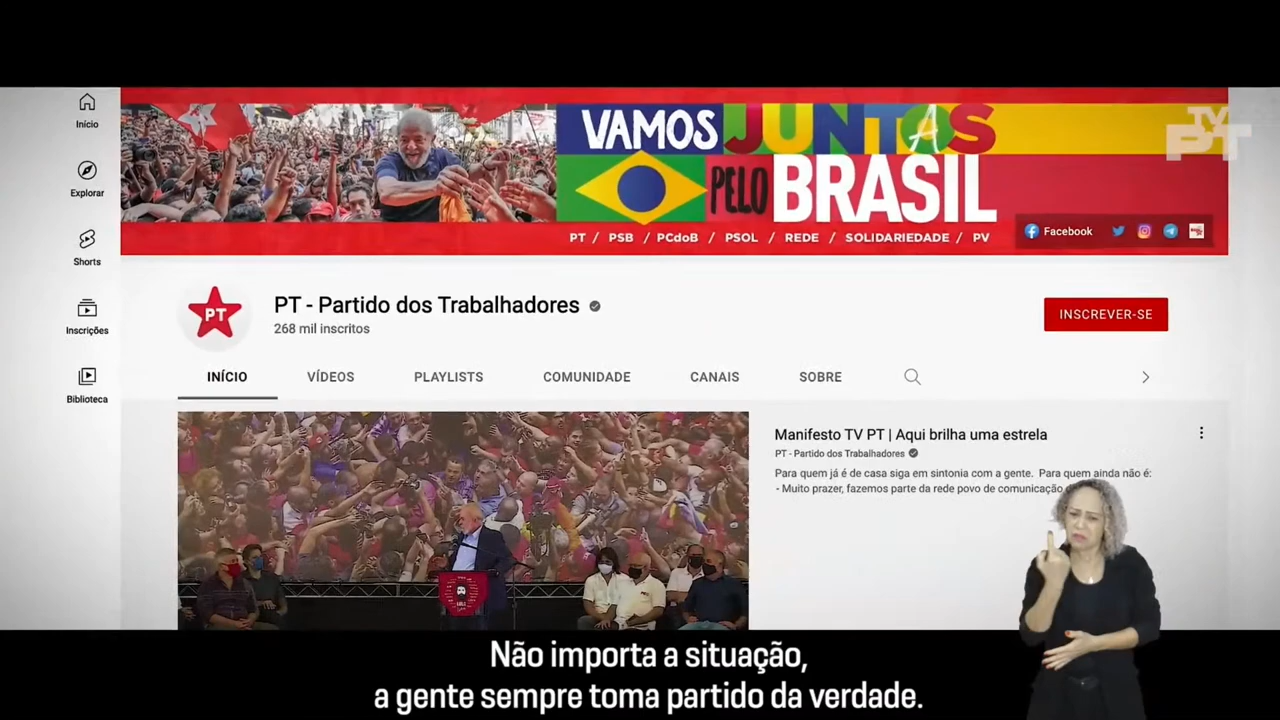 Início
Explorar
Shorts
Inscrições
Biblioteca
VAMOS JUNTOS
A
PELO BRASIL
PT / PSB / PCdoB / PSOL / REDE / SOLIDARIEDADE / PV
Facebook
TV
PT
PT
PT - Partido dos Trabalhadores
268 mil inscritos
INSCREVER-SE
INÍCIO VÍDEOS PLAYLISTS COMUNIDADE CANAIS SOBRE
Manifesto TV PT | Aqui brilha uma estrela
PT - Partido dos Trabalhadores
Para quem já é de casa siga em sintonia com a gente. Para quem ainda não é:
- Muito prazer, fazemos parte da rede povo de comunicação
Não importa a situação,
a gente sempre toma partido da verdade.